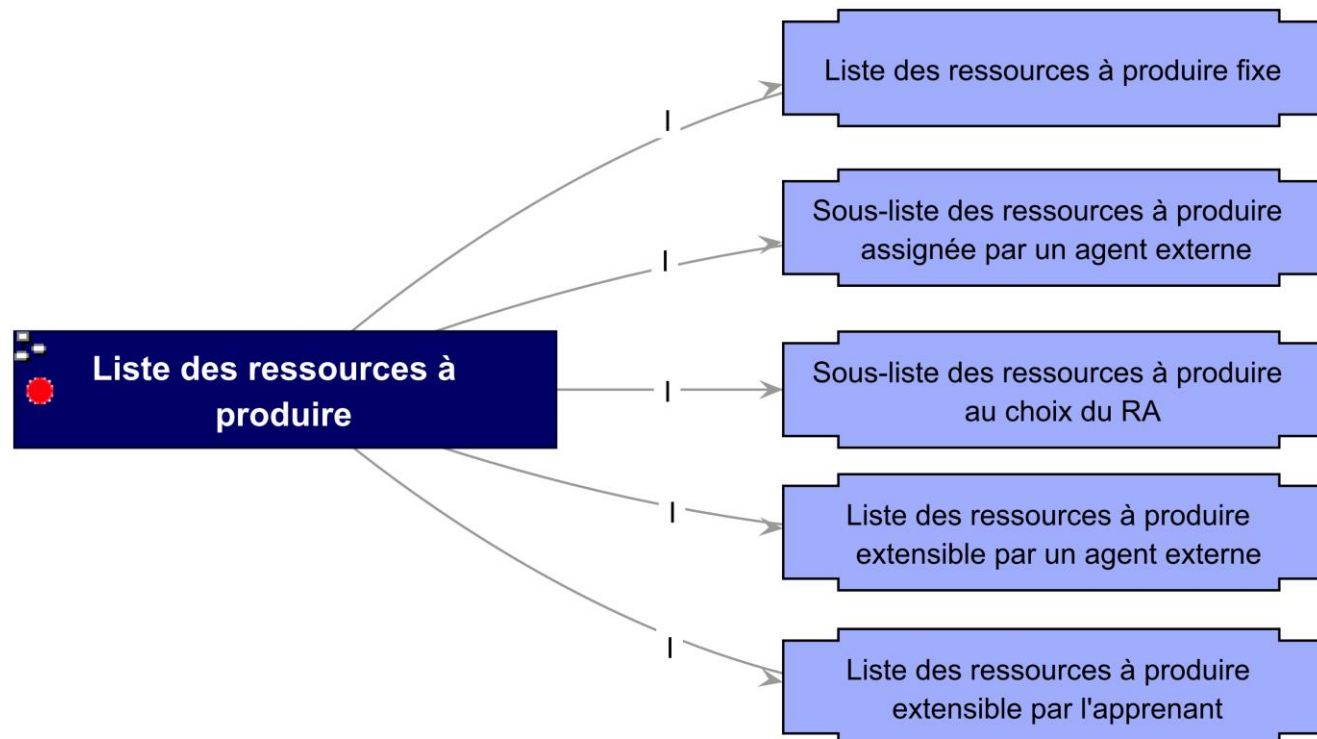 Liste des ressources à produire fixe
I
Sous-liste des ressources à produire
assignée par un agent externe
I
Liste des ressources à
produire
I
Sous-liste des ressources à produire
au choix du RA
I
Liste des ressources à produire
extensible par un agent externe
I
Liste des ressources à produire
extensible par l'apprenant